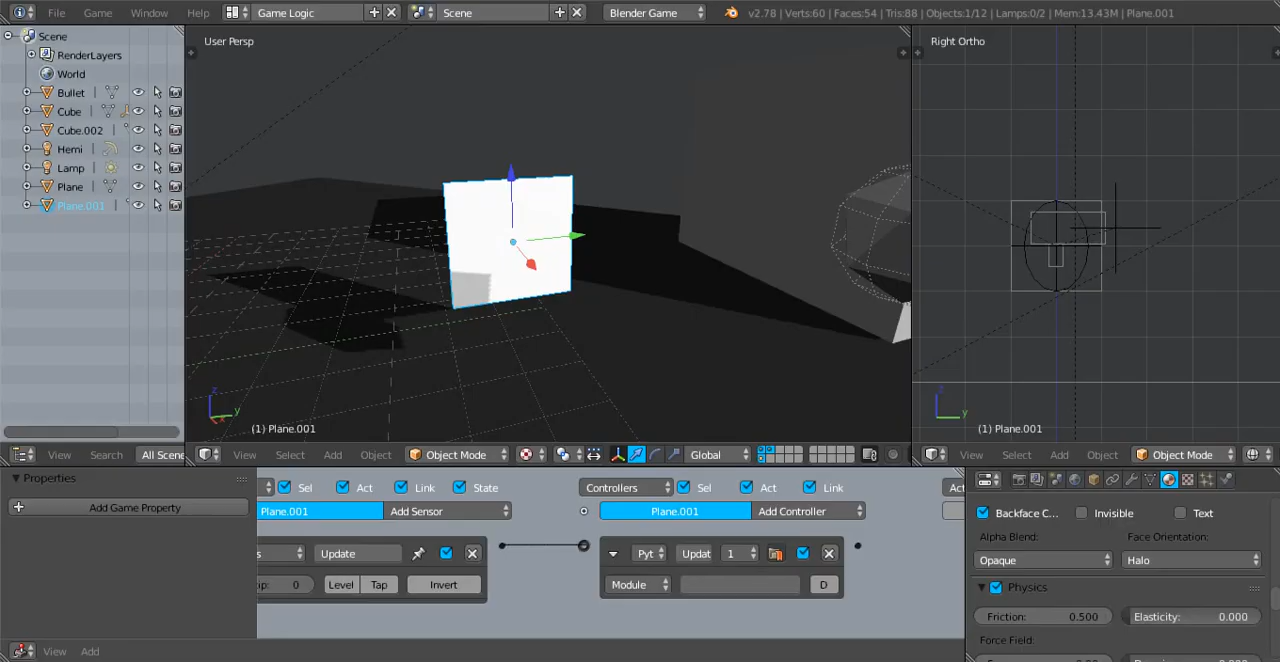 File Game Window Help Game Logic Scene Blender Game v2.78 | Verts:60 | Faces:54 | Tris:88 | Objects:1/12 | Lamps:0/2 | Mem:13.43M | Plane.001
Scene
RenderLayers
World
Bullet
Cube
Cube.002
Hemi
Lamp
Plane
Plane.001
View Search All Scene
User Persp
z
y
x
(1) Plane.001
View Select Add Object Object Mode Global
Right Ortho
z
y
(1) Plane.001
View Select Add Object Object Mode
Properties
Add Game Property
View Add
Sel Act Link State
Plane.001 Add Sensor
s Update
ip: 0 Level Tap Invert
Controllers Sel Act Link
Plane.001 Add Controller
Pyt Updat 1
Module D
Act
Backface C... Invisible Text
Alpha Blend: Face Orientation:
Opaque Halo
Physics
Friction: 0.500 Elasticity: 0.000
Force Field: